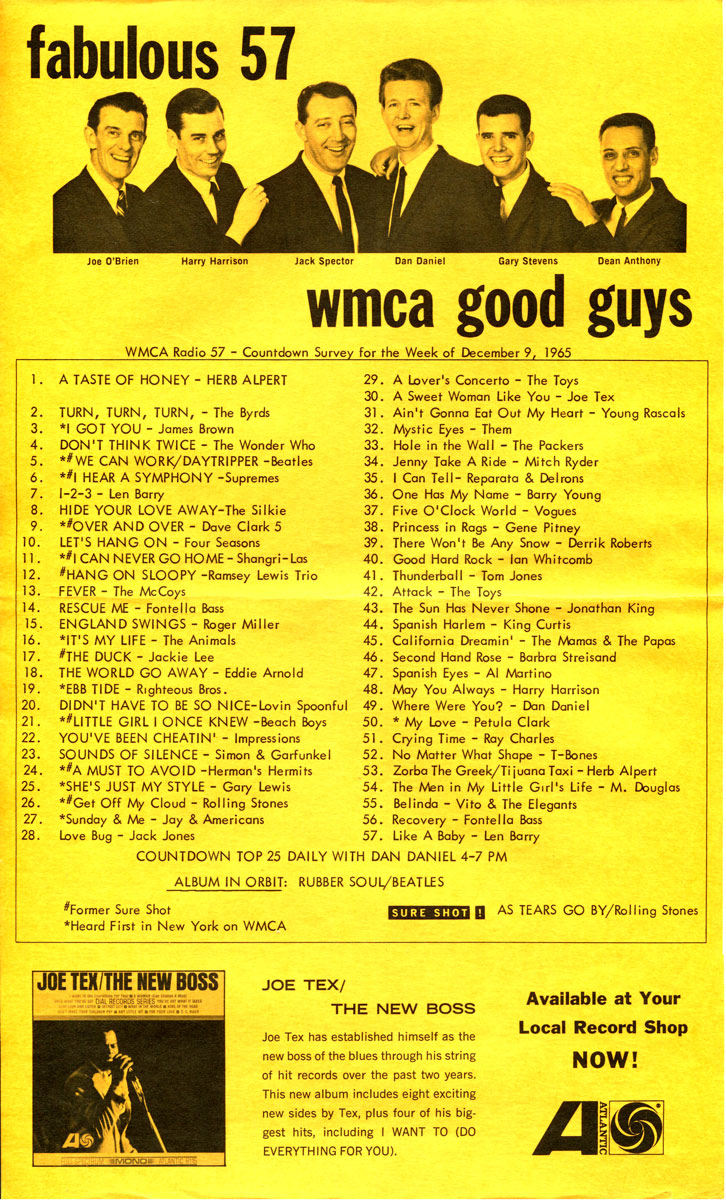 fabulous 57
Joe O'Brien
Harry Harrison
Jack Spector
Dan Daniel
Gary Stevens
Dean Anthony
wmca good guys
WMCA Radio 57 - Countdown Survey for the Week of December 9, 1965
1. A TASTE OF HONEY - HERB ALPERT
2. TURN, TURN, TURN, - The Byrds
3. *I GOT YOU - James Brown
4. DON'T THINK TWICE - The Wonder Who
5. *#WE CAN WORK/DAYTRIPPER -Beatles
6. *#I HEAR A SYMPHONY -Supremes
7. 1-2-3 - Len Barry
8. HIDE YOUR LOVE AWAY-The Silkie
9. *#OVER AND OVER - Dave Clark 5
10. LET'S HANG ON - Four Seasons
11. *#I CAN NEVER GO HOME - Shangri-Las
12. #HANG ON SLOOPY -Ramsey Lewis Trio
13. FEVER - The McCoys
14. RESCUE ME - Fontella Bass
15. ENGLAND SWINGS - Roger Miller
16. *IT'S MY LIFE - The Animals
17. #THE DUCK - Jackie Lee
18. THE WORLD GO AWAY - Eddie Arnold
19. *EBB TIDE - Righteous Bros.
20. DIDN'T HAVE TO BE SO NICE-Lovin Spoonful
21. *#LITTLE GIRL I ONCE KNEW -Beach Boys
22. YOU'VE BEEN CHEATIN' - Impressions
23. SOUNDS OF SILENCE - Simon & Garfunkel
24. *#A MUST TO AVOID -Herman's Hermits
25. *SHE'S JUST MY STYLE - Gary Lewis
26. *#Get Off My Cloud - Rolling Stones
27. *Sunday & Me - Jay & Americans
28. Love Bug - Jack Jones
29. A Lover's Concerto - The Toys
30. A Sweet Woman Like You - Joe Tex
31. Ain't Gonna Eat Out My Heart - Young Rascals
32. Mystic Eyes - Them
33. Hole in the Wall - The Packers
34. Jenny Take A Ride - Mitch Ryder
35. I Can Tell- Reparata & Delrons
36. One Has My Name - Barry Young
37. Five O'Clock World - Vogues
38. Princess in Rags - Gene Pitney
39. There Won't Be Any Snow - Derrik Roberts
40. Good Hard Rock - Ian Whitcomb
41. Thunderball - Tom Jones
42. Attack - The Toys
43. The Sun Has Never Shone - Jonathan King
44. Spanish Harlem - King Curtis
45. California Dreamin' - The Mamas & The Papas
46. Second Hand Rose - Barbra Streisand
47. Spanish Eyes - Al Martino
48. May You Always - Harry Harrison
49. Where Were You? - Dan Daniel
50. * My Love - Petula Clark
51. Crying Time - Ray Charles
52. No Matter What Shape - T-Bones
53. Zorba The Greek/Tijuana Taxi - Herb Alpert
54. The Men in My Little Girl's Life - M. Douglas
55. Belinda - Vito & The Elegants
56. Recovery - Fontella Bass
57. Like A Baby - Len Barry
COUNTDOWN TOP 25 DAILY WITH DAN DANIEL 4-7 PM
ALBUM IN ORBIT: RUBBER SOUL/BEATLES
#Former Sure Shot
*Heard First in New York on WMCA
SURE SHOT ! AS TEARS GO BY/Rolling Stones
JOE TEX/THE NEW BOSS
DIAL RECORDS SERIES
MONO
JOE TEX/
THE NEW BOSS
Joe Tex has established himself as the
new boss of the blues through his string
of hit records over the past two years.
This new album includes eight exciting
new sides by Tex, plus four of his big-
gest hits, including I WANT TO (DO
EVERYTHING FOR YOU).
Available at Your
Local Record Shop
NOW!
ATLANTIC